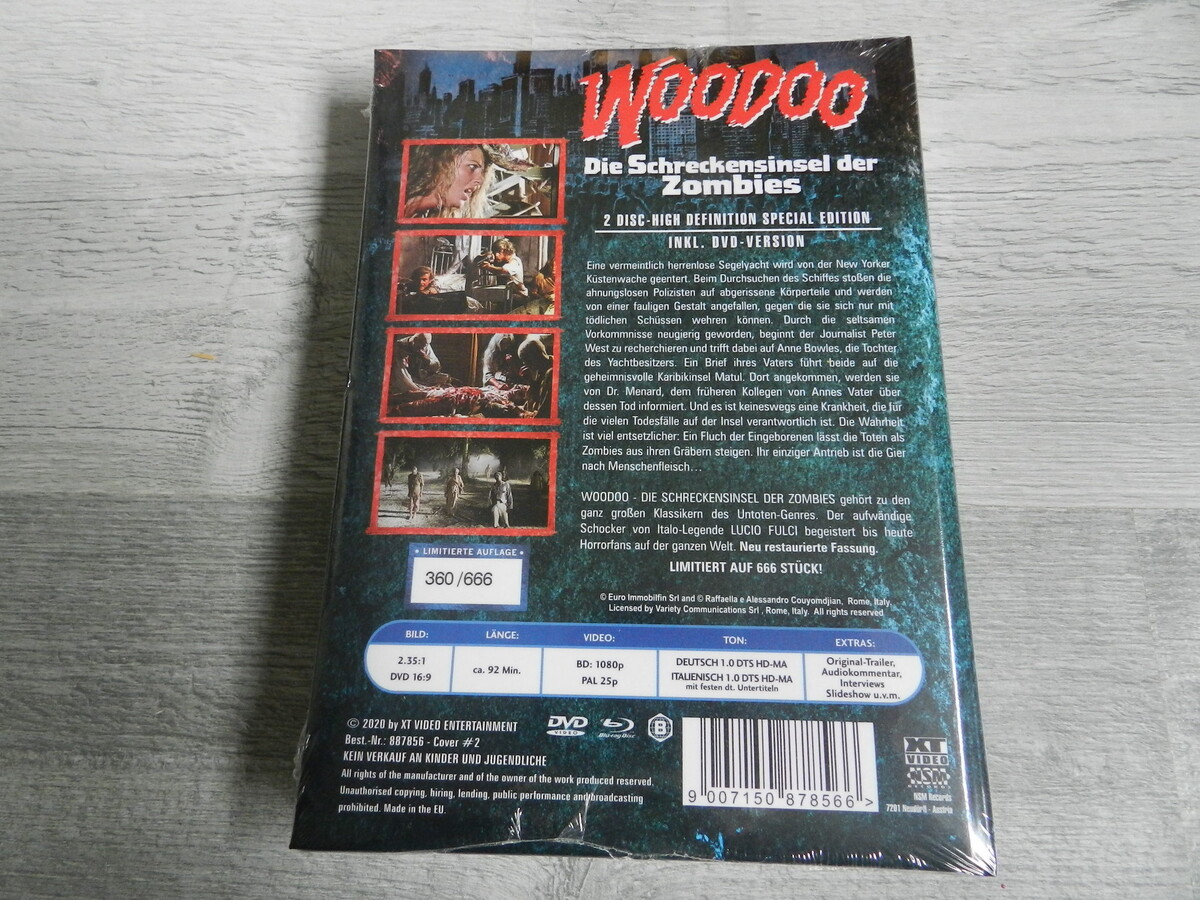 WOODOO
Die Schreckensinsel der
Zombies
2 DISC-HIGH DEFINITION SPECIAL EDITION
INKL. DVD-VERSION
Eine vermeintlich herrenlose Segelyacht wird von der New Yorker
Küstenwache geentert. Beim Durchsuchen des Schiffes stoßen die
ahnungslosen Polizisten auf abgerissene Körperteile und werden
von einer fauligen Gestalt angefallen, gegen die sie sich nur mit
tödlichen Schüssen wehren können. Durch die seltsamen
Vorkommnisse neugierig geworden, beginnt der Journalist Peter
West zu recherchieren und trifft dabei auf Anne Bowles, die Tochter
des Yachtbesitzers. Ein Brief ihres Vaters führt beide auf die
geheimnisvolle Karibikinsel Matul. Dort angekommen, werden sie
von Dr. Menard, dem früheren Kollegen von Annes Vater über
dessen Tod informiert. Und es ist keineswegs eine Krankheit, die für
die vielen Todesfälle auf der Insel verantwortlich ist. Die Wahrheit
ist viel entsetzlicher: Ein Fluch der Eingeborenen lässt die Toten als
Zombies aus ihren Gräbern steigen. Ihr einziger Antrieb ist die Gier
nach Menschenfleisch...
WOODOO - DIE SCHRECKENSINSEL DER ZOMBIES gehört zu den
ganz großen Klassikern des Untoten-Genres. Der aufwändige
Schocker von Italo-Legende LUCIO FULCI begeistert bis heute
Horrorfans auf der ganzen Welt. Neu restaurierte Fassung.
LIMITIERT AUF 666 STÜCK!
• LIMITIERTE AUFLAGE •
360 /666
© Euro Immobilfin Srl and © Raffaella e Alessandro Couyomdjian, Rome, Italy.
Licensed by Variety Communications Srl , Rome, Italy. All rights reserved
BILD: LÄNGE: VIDEO: TON: EXTRAS:
2.35:1
DVD 16:9
ca. 92 Min.
BD: 1080p
PAL 25p
DEUTSCH 1.0 DTS HD-MA
ITALIENISCH 1.0 DTS HD-MA
mit festen dt. Untertiteln
Original-Trailer,
Audiokommentar,
Interviews
Slideshow u.v.m.
© 2020 by XT VIDEO ENTERTAINMENT
Best.-Nr.: 887856 - Cover #2
KEIN VERKAUF AN KINDER UND JUGENDLICHE
All rights of the manufacturer and of the owner of the work produced reserved.
Unauthorised copying, hiring, lending, public performance and broadcasting
prohibited. Made in the EU.
DVD
VIDEO
Blu-ray Disc
B
9 007150 878566 >
XT
VIDEO
NSM
RECORDS
NSM Records
7201 Neudörfl - Austria